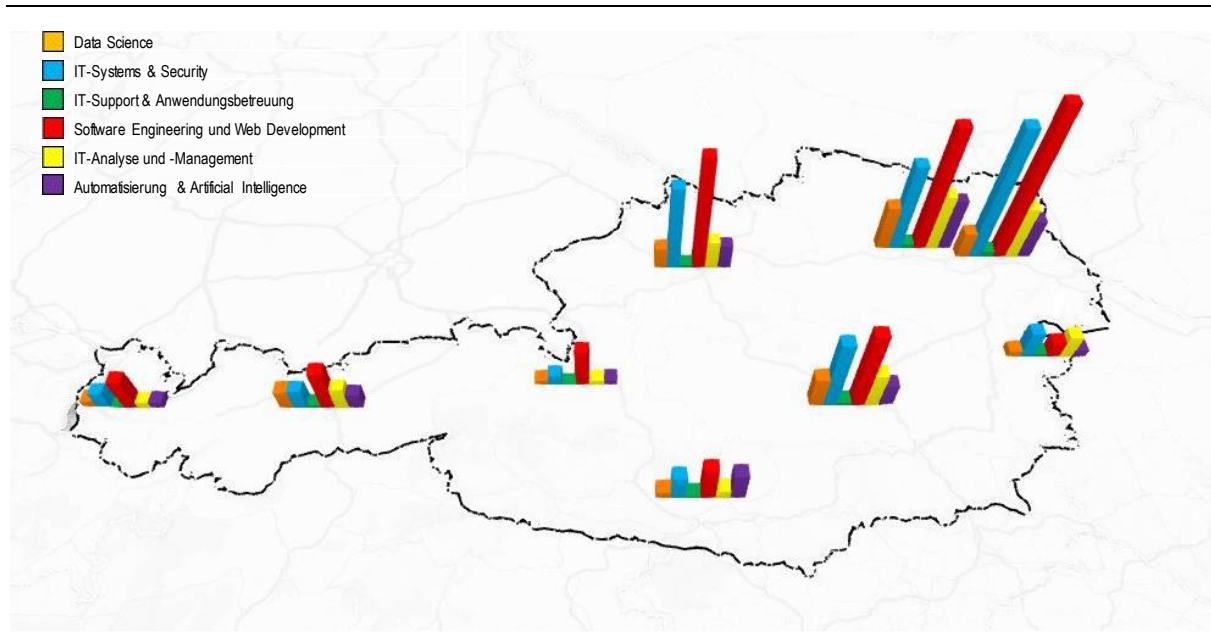 Data Science
IT-Systems & Security
IT-Support & Anwendungsbetreuung
Software Engineering und Web Development
IT-Analyse und -Management
Automatisierung & Artificial Intelligence